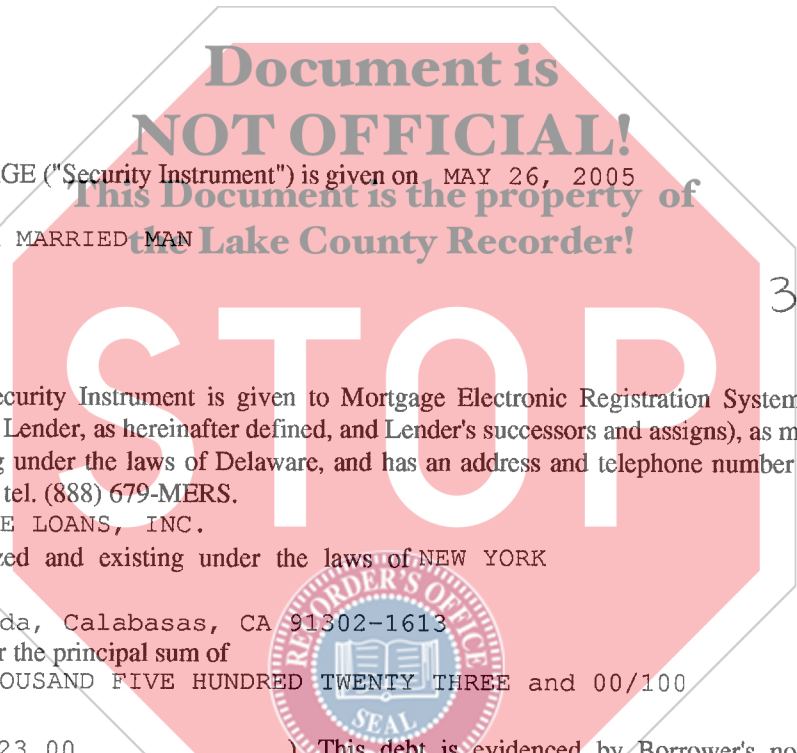 Document is
NOT OFFICIAL!
GE ("Security Instrument") is given on MAY 26, 2005
This Document is the property of
MARRIED MAN
the Lake County Recorder!
3
STOP
ecurity Instrument is given to Mortgage Electronic Registration System
Lender, as hereinafter defined, and Lender's successors and assigns), as m
g under the laws of Delaware, and has an address and telephone number
tel. (888) 679-MERS.
E LOANS, INC.
zed and existing under the laws of NEW YORK
da, Calabasas, CA 91302-1613
r the principal sum of
OUSAND FIVE HUNDRED TWENTY THREE and 00/100
RECORDER'S OFFICE
SEAL
23.00 ). This debt is evidenced by Borrower's no